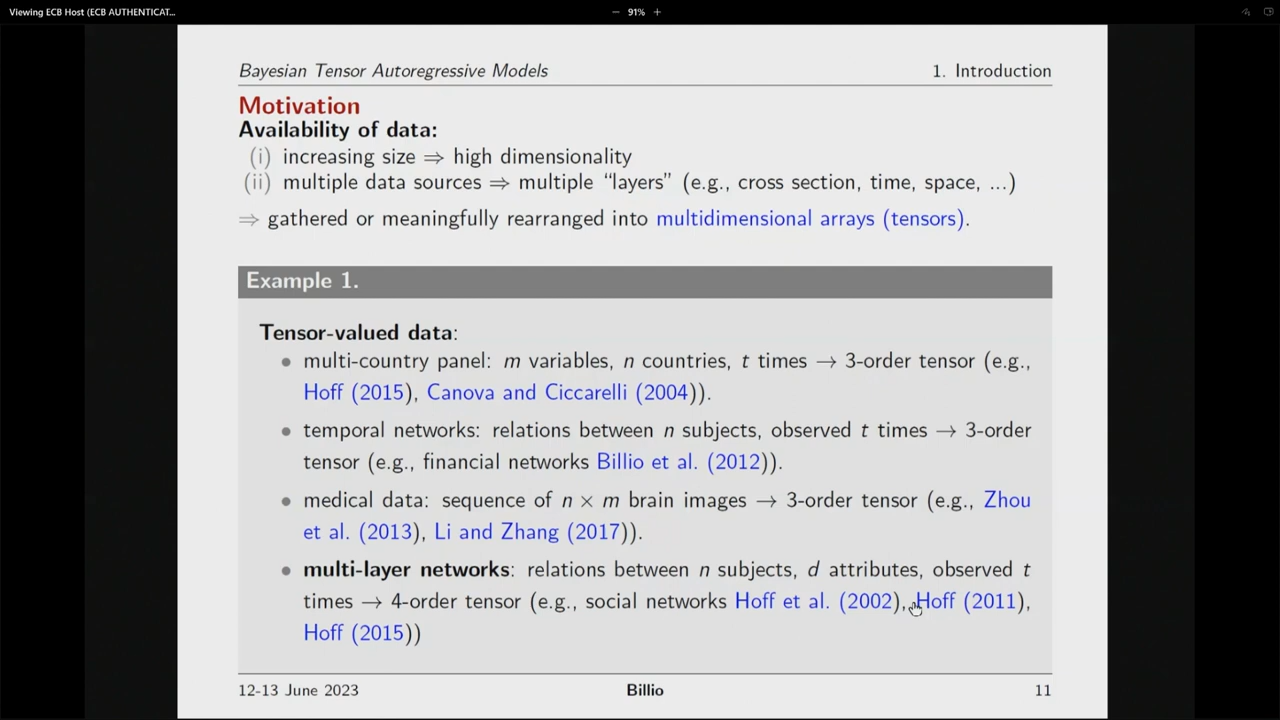 Viewing ECB Host (ECB AUTHENTICAT...
− 91% +
Bayesian Tensor Autoregressive Models 1. Introduction
Motivation
Availability of data:
(i) increasing size ⇒ high dimensionality
(ii) multiple data sources ⇒ multiple “layers” (e.g., cross section, time, space, ...)
⇒ gathered or meaningfully rearranged into multidimensional arrays (tensors).
Example 1.
Tensor-valued data:
• multi-country panel: m variables, n countries, t times → 3-order tensor (e.g.,
Hoff (2015), Canova and Ciccarelli (2004)).
• temporal networks: relations between n subjects, observed t times → 3-order
tensor (e.g., financial networks Billio et al. (2012)).
• medical data: sequence of n × m brain images → 3-order tensor (e.g., Zhou
et al. (2013), Li and Zhang (2017)).
• multi-layer networks: relations between n subjects, d attributes, observed t
times → 4-order tensor (e.g., social networks Hoff et al. (2002), Hoff (2011),
Hoff (2015))
12-13 June 2023 Billio 11